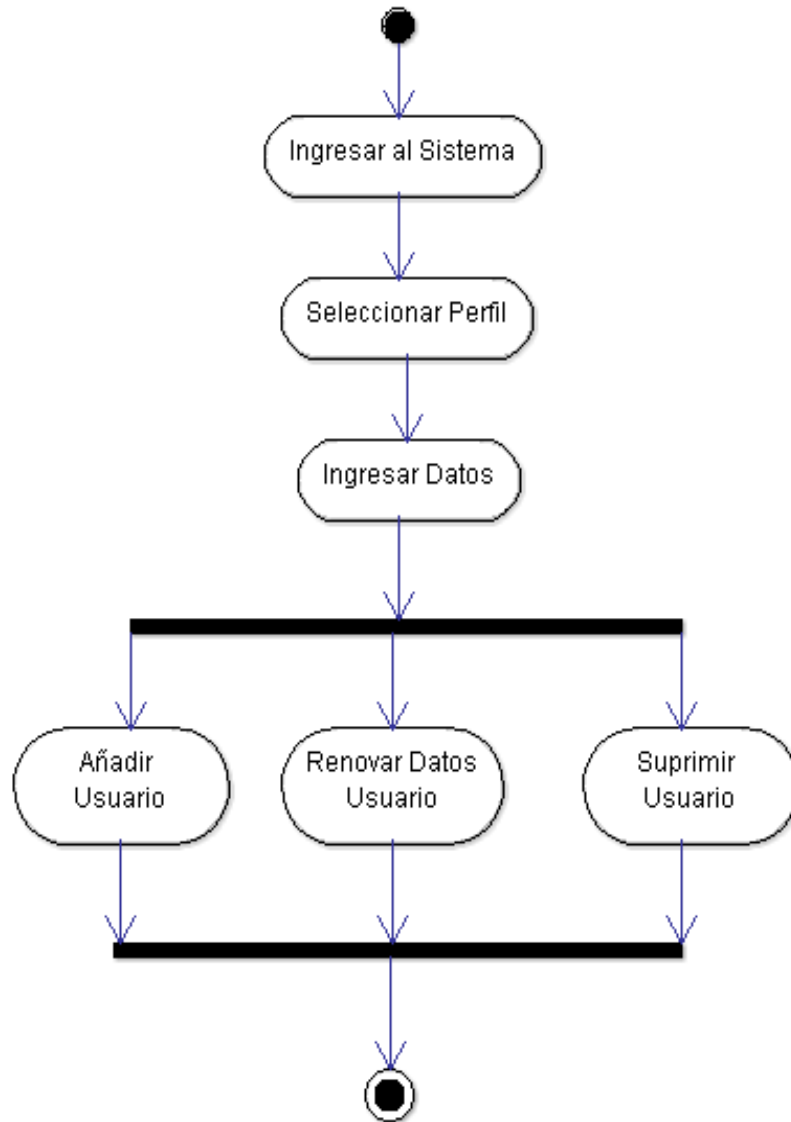 Ingresar al Sistema
Seleccionar Perfil
Ingresar Datos
Añadir
Usuario
Renovar Datos
Usuario
Suprimir
Usuario